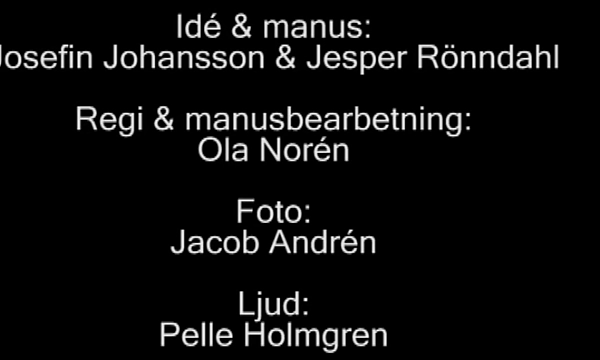 Idé & manus:
Josefin Johansson & Jesper Rönndahl
Regi & manusbearbetning:
Ola Norén
Foto:
Jacob Andrén
Ljud:
Pelle Holmgren